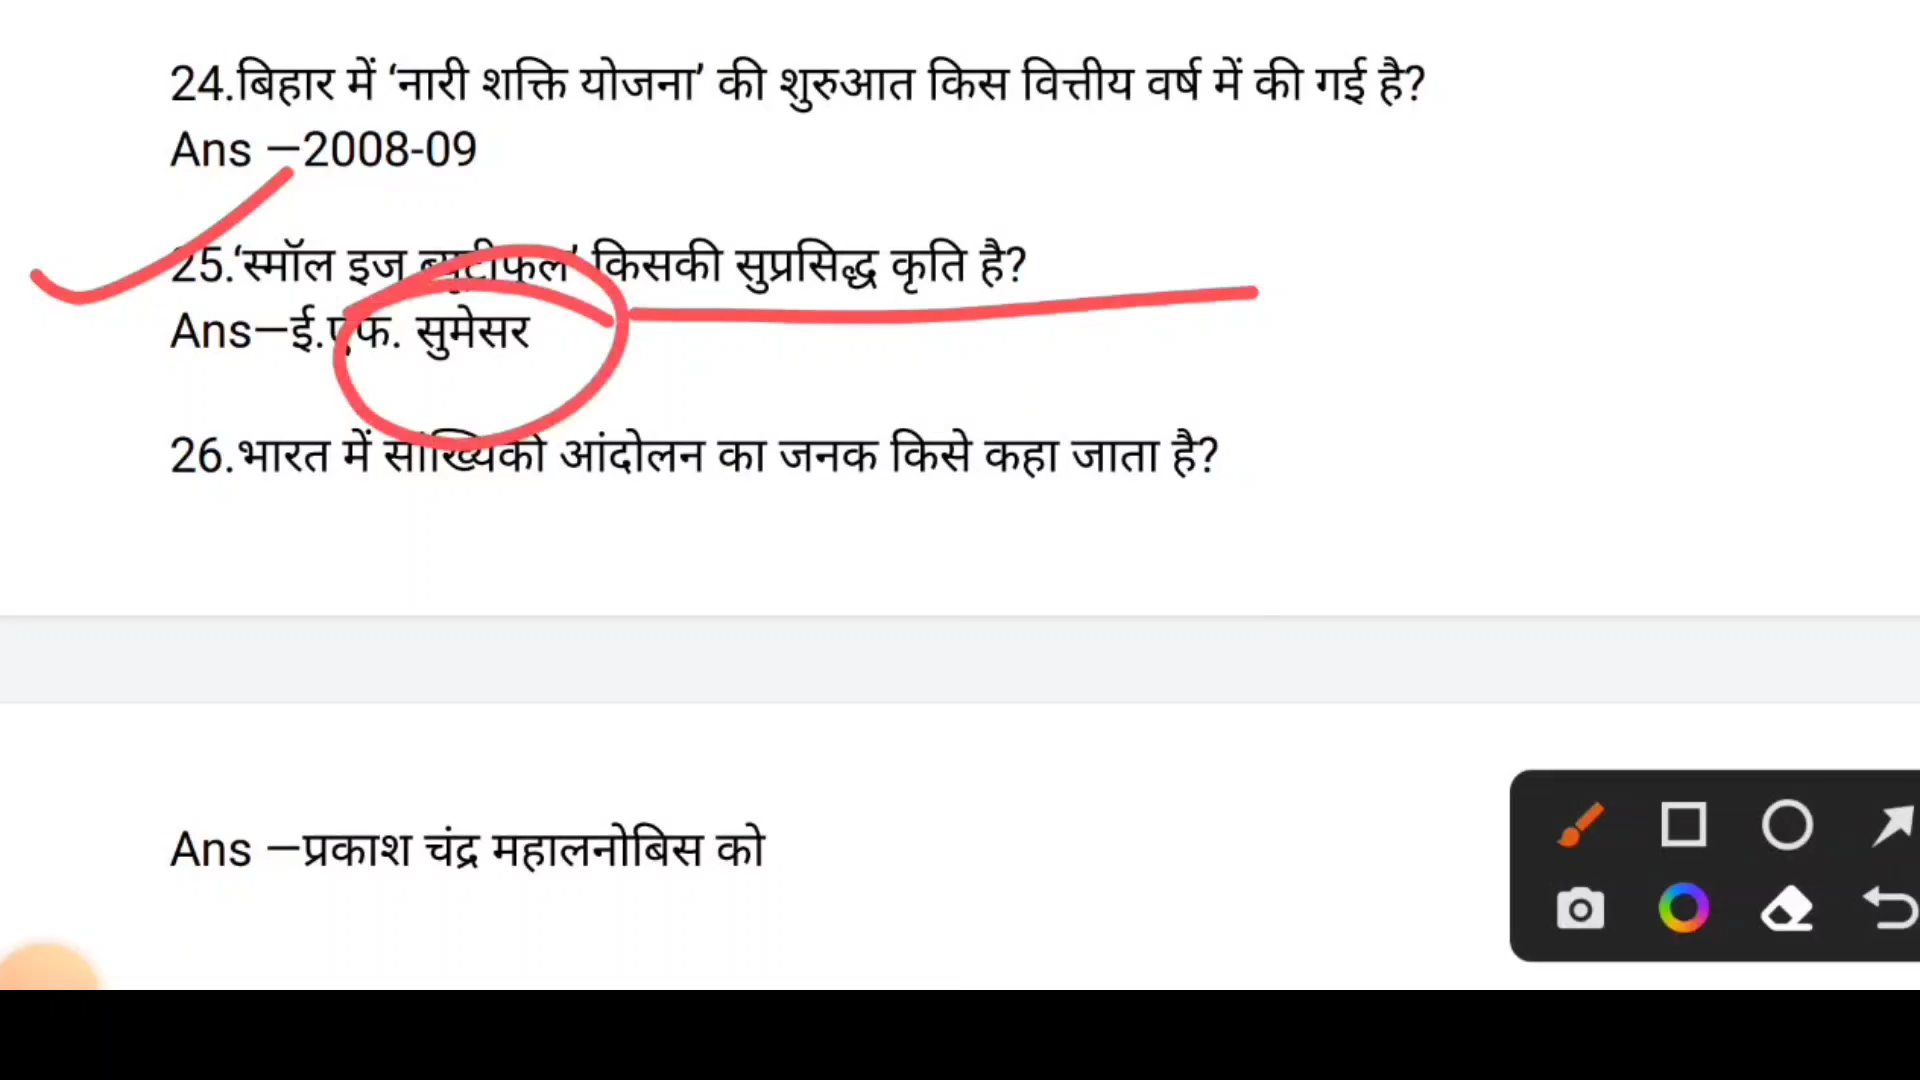 24.बिहार में ‘नारी शक्ति योजना’ की शुरुआत किस वित्तीय वर्ष में की गई है?
Ans –2008-09
25.‘स्मॉल इज ब्यूटीफुल’ किसकी सुप्रसिद्ध कृति है?
Ans–ई.एफ. सुमेसर
26.भारत में सांख्यिकी आंदोलन का जनक किसे कहा जाता है?
Ans –प्रकाश चंद्र महालनोबिस को